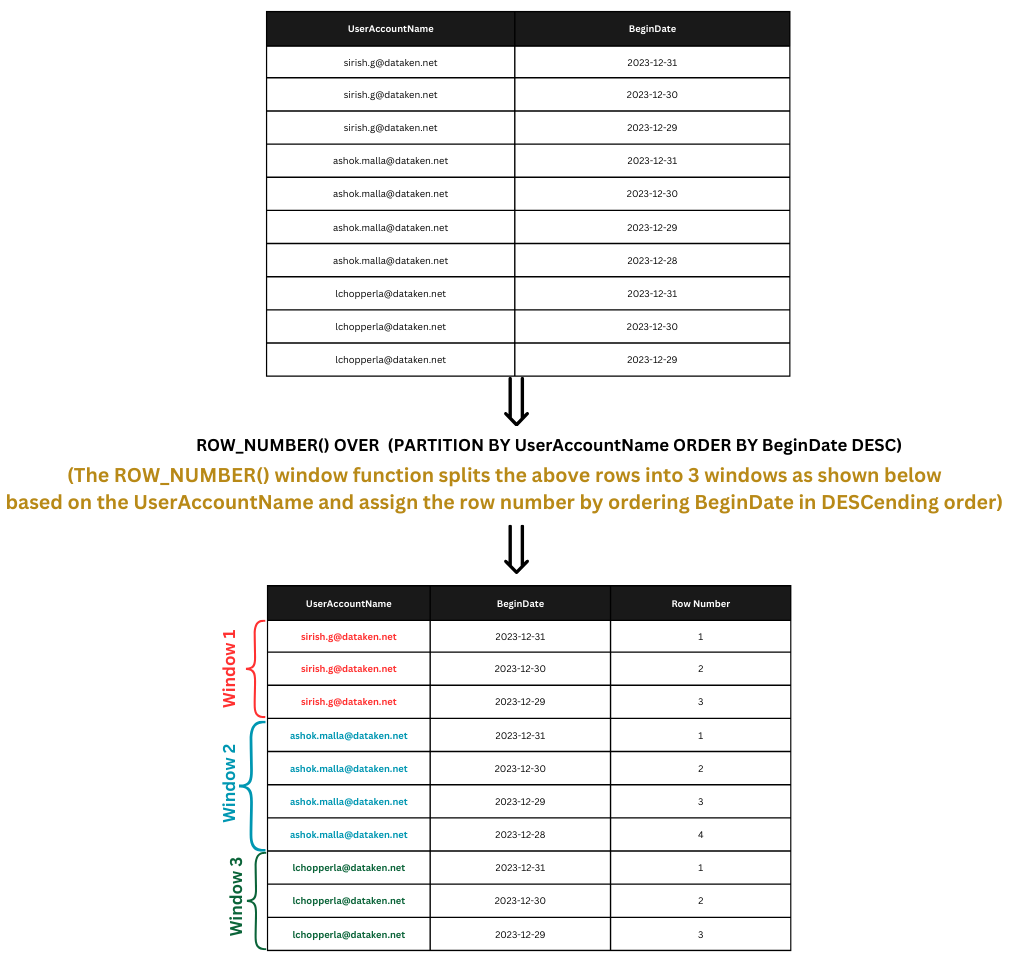 UserAccountName BeginDate
sirish.g@dataken.net 2023-12-31
sirish.g@dataken.net 2023-12-30
sirish.g@dataken.net 2023-12-29
ashok.malla@dataken.net 2023-12-31
ashok.malla@dataken.net 2023-12-30
ashok.malla@dataken.net 2023-12-29
ashok.malla@dataken.net 2023-12-28
lchopperla@dataken.net 2023-12-31
lchopperla@dataken.net 2023-12-30
lchopperla@dataken.net 2023-12-29
ROW_NUMBER() OVER (PARTITION BY UserAccountName ORDER BY BeginDate DESC)
(The ROW_NUMBER() window function splits the above rows into 3 windows as shown below
based on the UserAccountName and assign the row number by ordering BeginDate in DESCending order)
UserAccountName BeginDate Row Number
Window 1
sirish.g@dataken.net 2023-12-31 1
sirish.g@dataken.net 2023-12-30 2
sirish.g@dataken.net 2023-12-29 3
Window 2
ashok.malla@dataken.net 2023-12-31 1
ashok.malla@dataken.net 2023-12-30 2
ashok.malla@dataken.net 2023-12-29 3
ashok.malla@dataken.net 2023-12-28 4
Window 3
lchopperla@dataken.net 2023-12-31 1
lchopperla@dataken.net 2023-12-30 2
lchopperla@dataken.net 2023-12-29 3